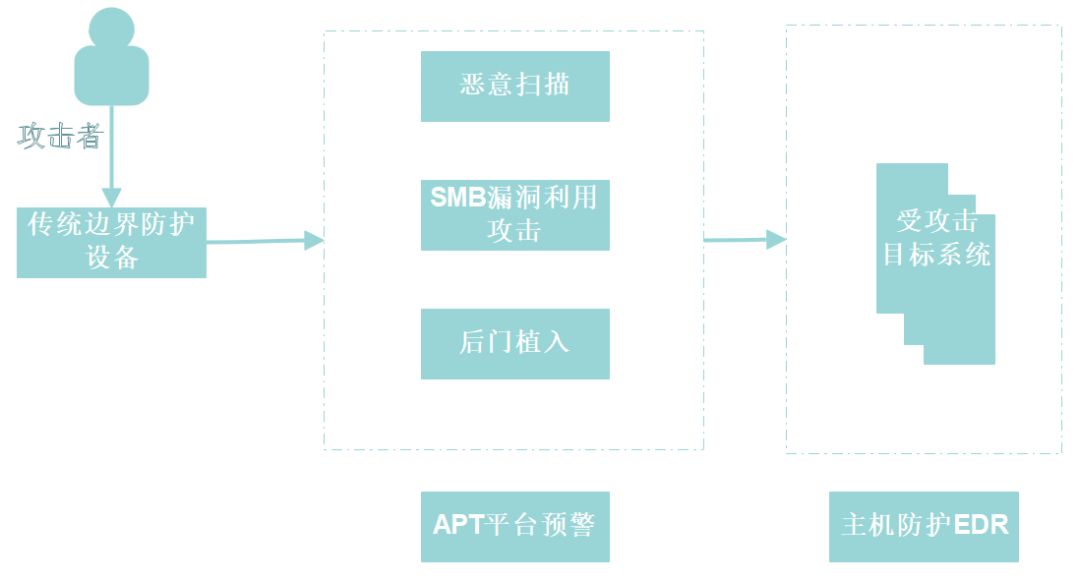 攻击者
传统边界防护
设备
恶意扫描
SMB漏洞利用
攻击
后门植入
受攻击
目标系统
APT平台预警
主机防护EDR